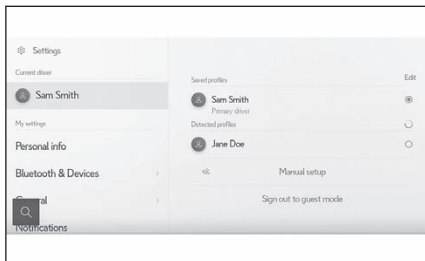 Settings
Current driver
Sam Smith
My settings
Personal info
Bluetooth & Devices
Notifications
Saved profiles Edit
Sam Smith
Primary driver
Detected profiles
Jane Doe
Manual setup
Sign out to guest mode